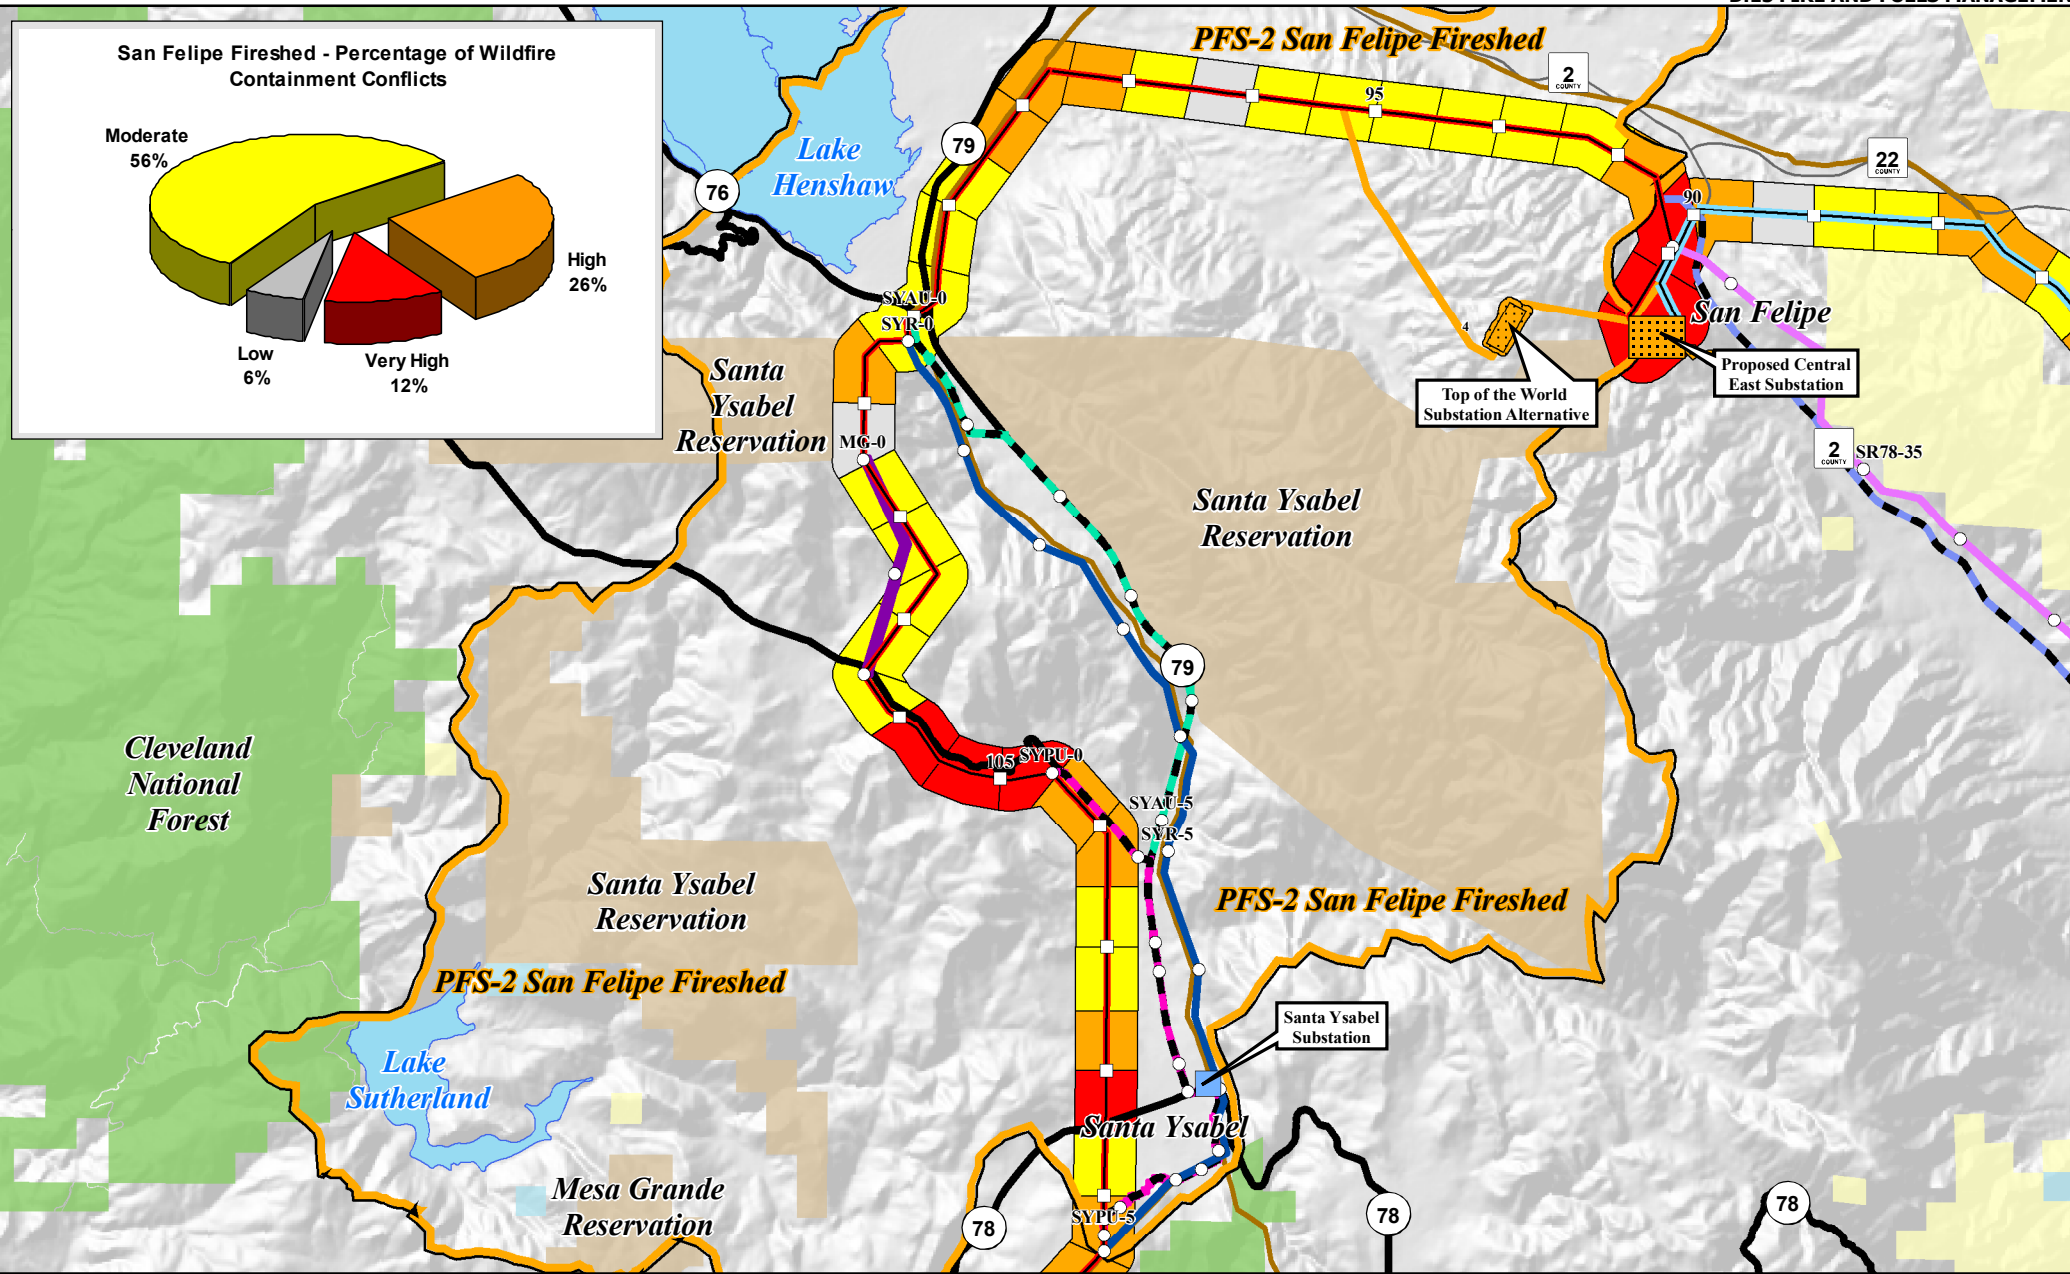 San Felipe Fireshed - Percentage of Wildfire
Containment Conflicts
Moderate
56%
High
26%
Low
6%
Very High
12%
PFS-2 San Felipe Fireshed
2
COUNTY
95
79
Lake
Henshaw
76
22
COUNTY
90
SYAU-0
SYR-0
San Felipe
4
Proposed Central
East Substation
Top of the World
Substation Alternative
Santa
Ysabel
Reservation
MG-0
2
COUNTY
SR78-35
Santa Ysabel
Reservation
79
Cleveland
National
Forest
105
SYPU-0
SYAU-5
SYR-5
Santa Ysabel
Reservation
PFS-2 San Felipe Fireshed
PFS-2 San Felipe Fireshed
Santa Ysabel
Substation
Lake
Sutherland
Santa Ysabel
Mesa Grande
Reservation
SYPU-5
78
78
78